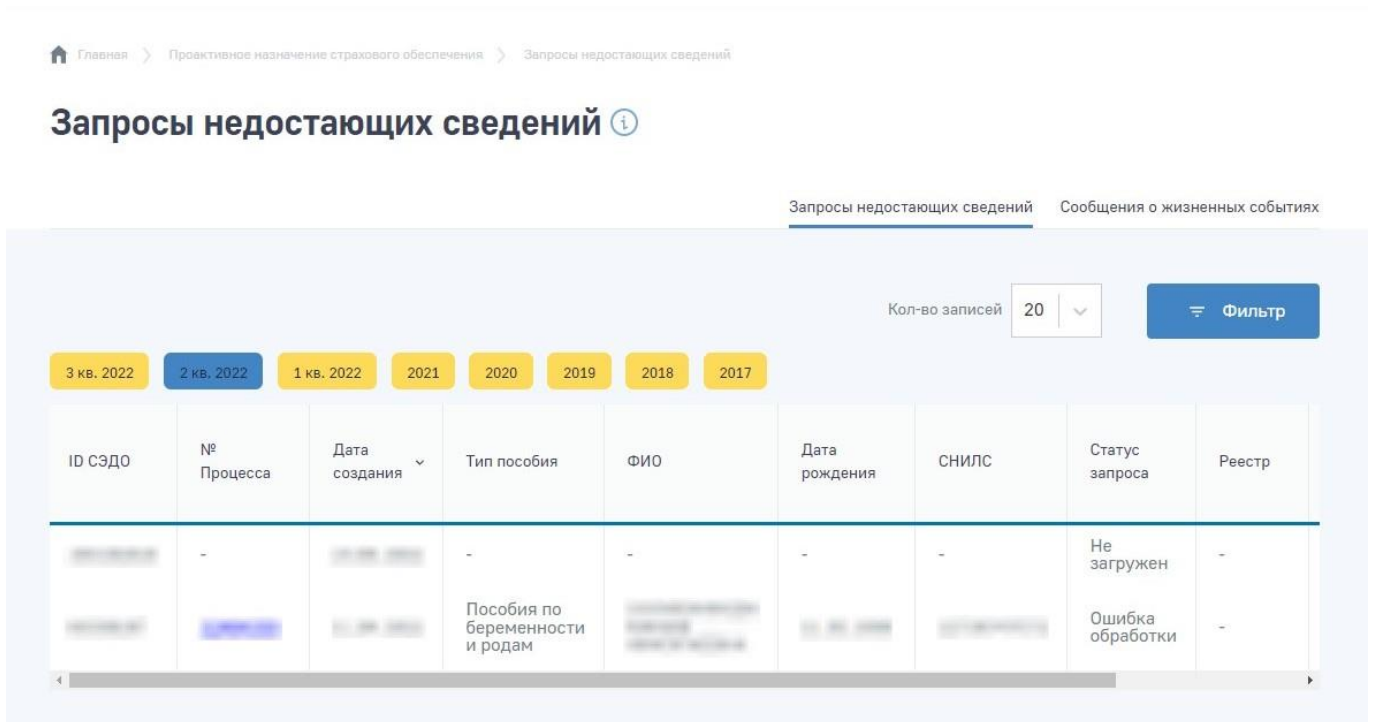 Главная > Проактивное назначение страхового обеспечения > Запросы недостающих сведений
Запросы недостающих сведений
Запросы недостающих сведений Сообщения о жизненных событиях
Кол-во записей 20 Фильтр
3 кв. 2022 2 кв. 2022 1 кв. 2022 2021 2020 2019 2018 2017
ID СЭДО № Процесса Дата создания Тип пособия ФИО Дата рождения СНИЛС Статус запроса Реестр
- - - - - Не загружен -
Пособия по беременности и родам Ошибка обработки -